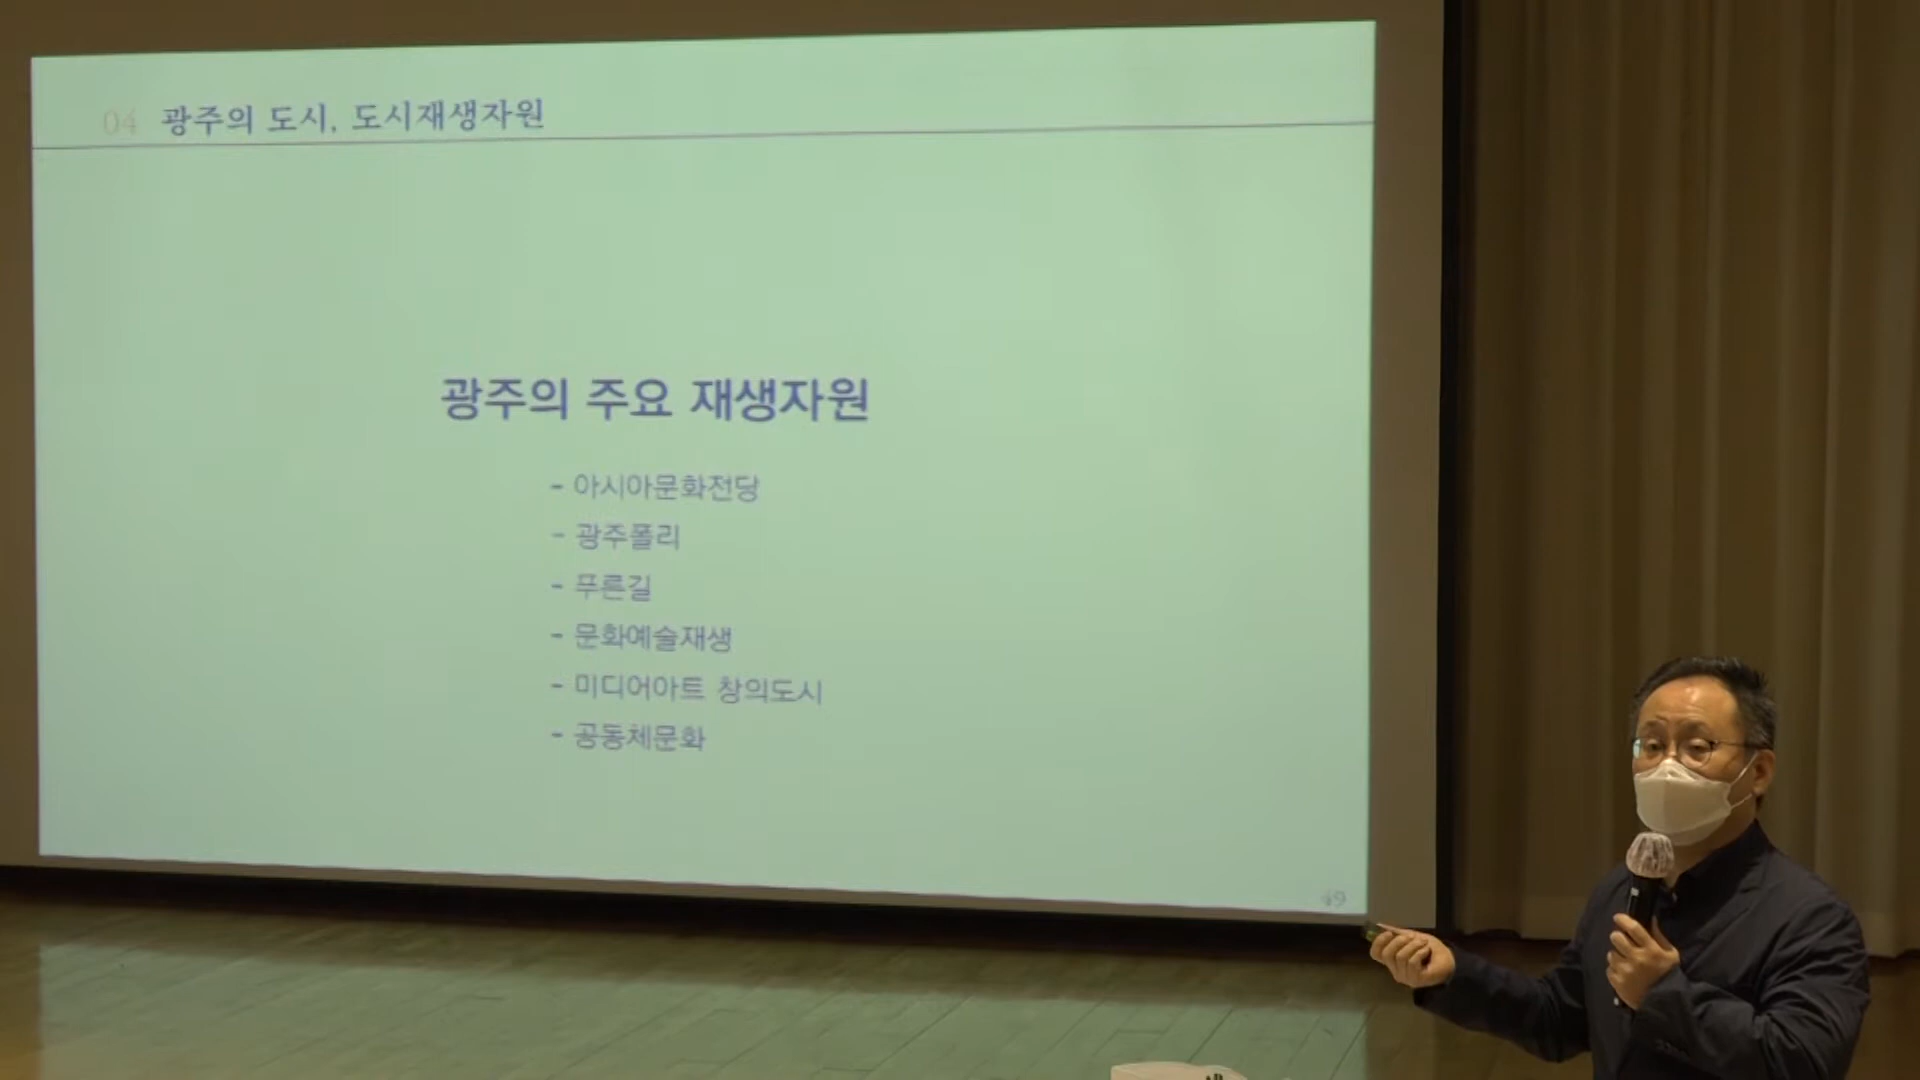 04 광주의 도시, 도시재생자원
광주의 주요 재생자원
- 아시아문화전당
- 광주폴리
- 푸른길
- 문화예술재생
- 미디어아트 창의도시
- 공동체문화
49